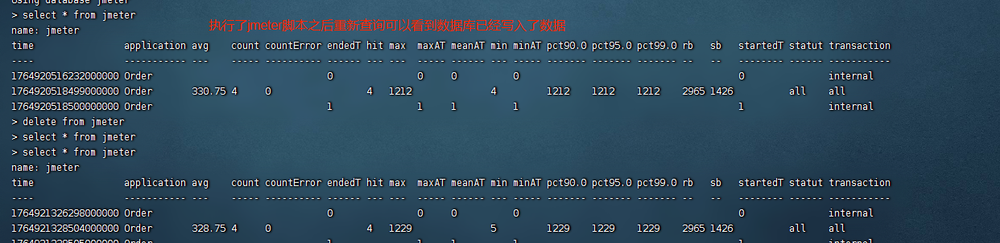 Using database jmeter
> select * from jmeter
执行了jmeter脚本之后重新查询可以看到数据库已经写入了数据
name: jmeter
time application avg count countError endedT hit max maxAT meanAT min minAT pct90.0 pct95.0 pct99.0 rb sb startedT statut transaction
---- ----------- --- ----- ---------- ------ --- --- ----- ------ --- ----- ------- ------- ------- -- -- -------- ------ -----------
1764920516232000000 Order 0 0 0 0 0 internal
1764920518499000000 Order 330.75 4 0 4 1212 4 1212 1212 1212 2965 1426 all all
1764920518500000000 Order 1 1 1 1 1 internal
> delete from jmeter
> select * from jmeter
> select * from jmeter
name: jmeter
time application avg count countError endedT hit max maxAT meanAT min minAT pct90.0 pct95.0 pct99.0 rb sb startedT statut transaction
---- ----------- --- ----- ---------- ------ --- --- ----- ------ --- ----- ------- ------- ------- -- -- -------- ------ -----------
1764921326298000000 Order 0 0 0 0 0 internal
1764921328504000000 Order 328.75 4 0 4 1229 5 1229 1229 1229 2965 1426 all all
1764921328505000000 Order 1 1 1 1 1 internal